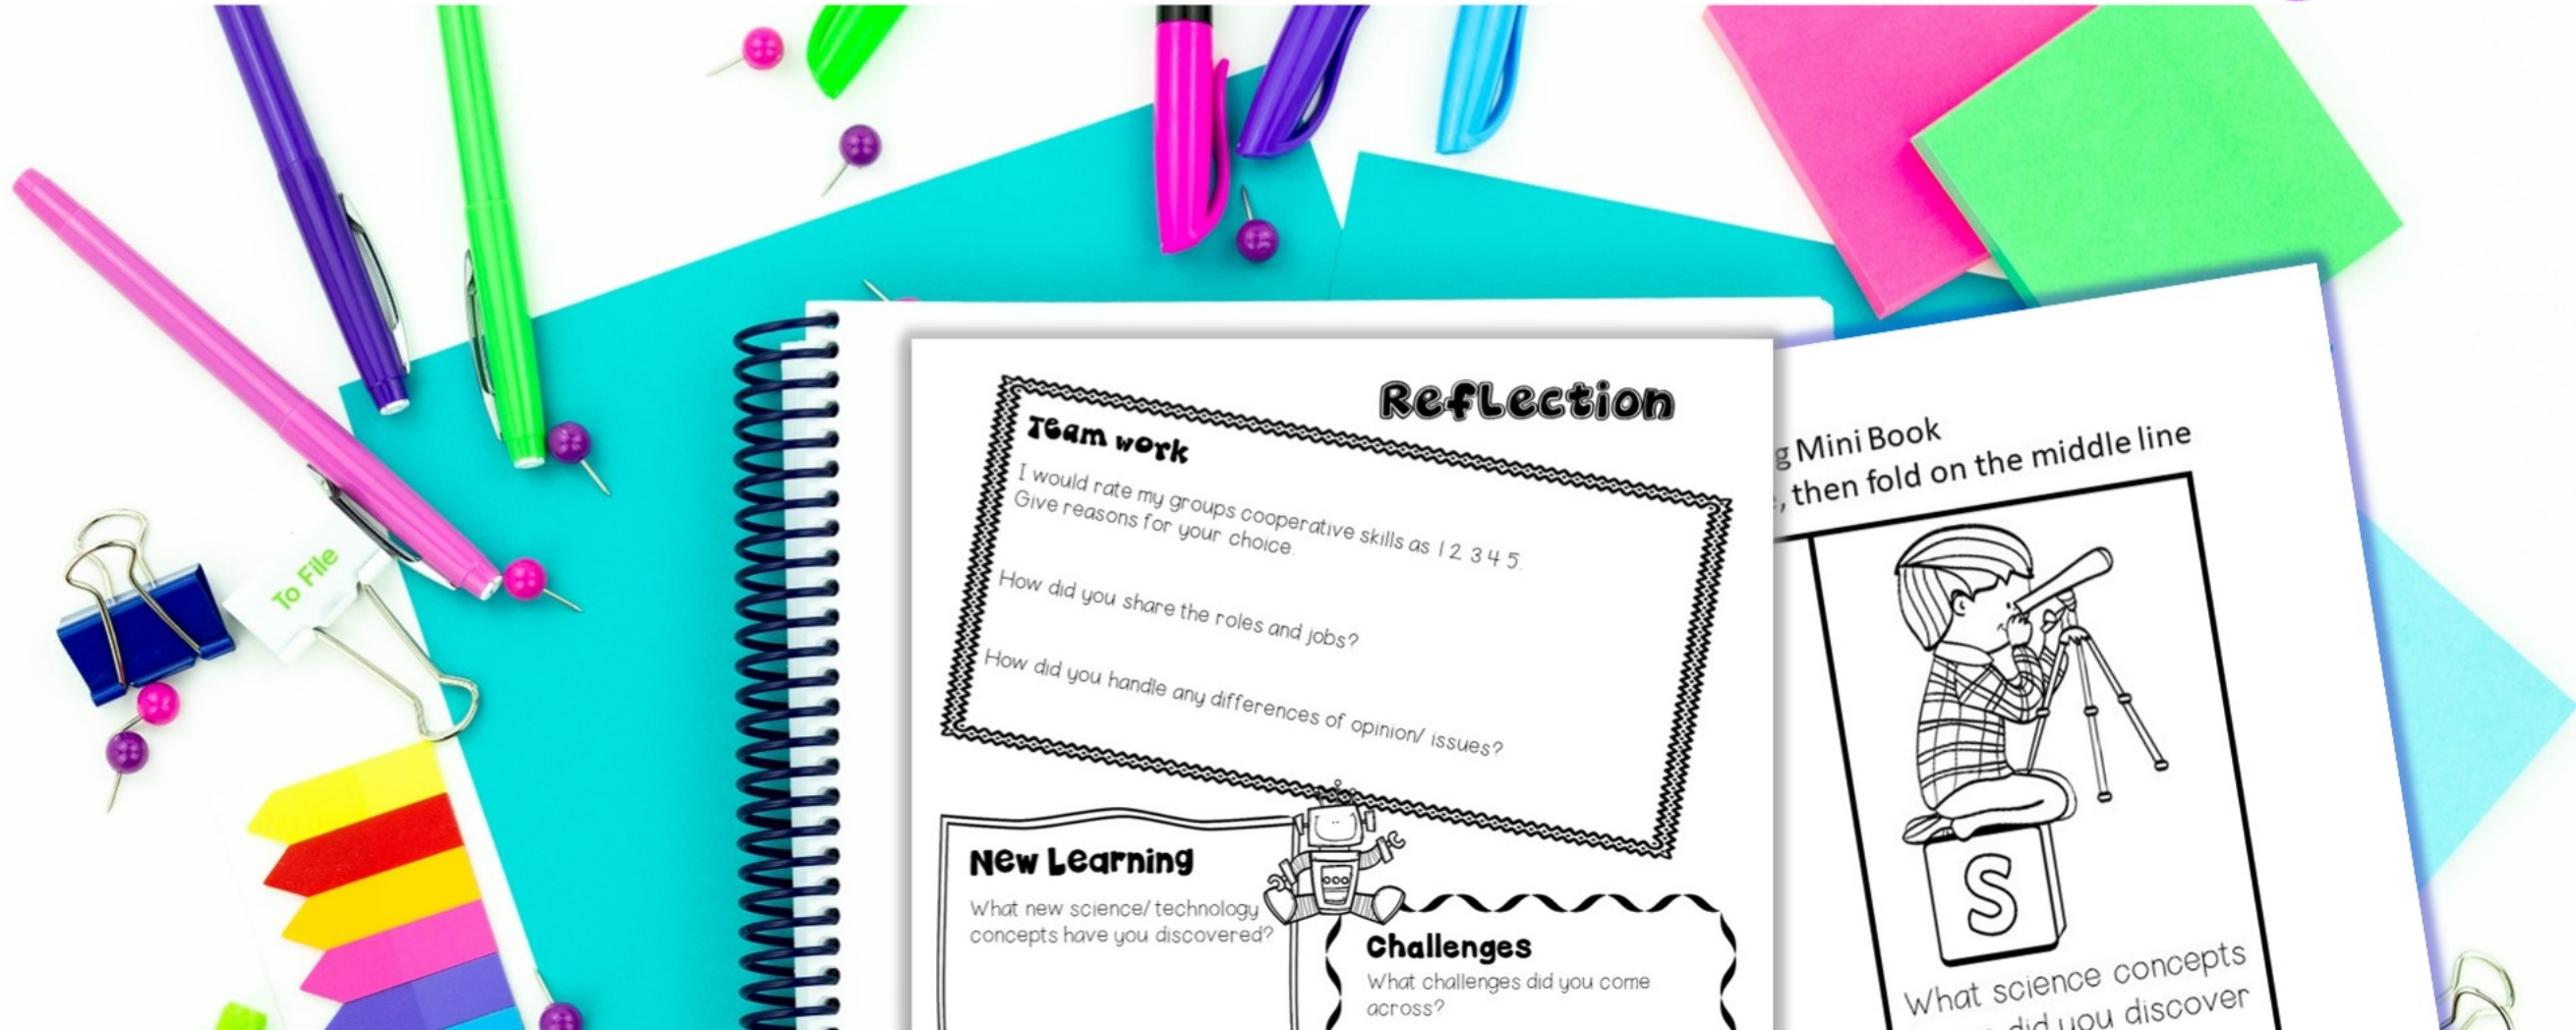 To File
Reflection
Team work
I would rate my groups cooperative skills as 1 2 3 4 5.
Give reasons for your choice.
How did you share the roles and jobs?
How did you handle any differences of opinion/ issues?
New Learning
What new science/ technology
concepts have you discovered?
Challenges
What challenges did you come
across?
g Mini Book
, then fold on the middle line
S
What science concepts
did you discover